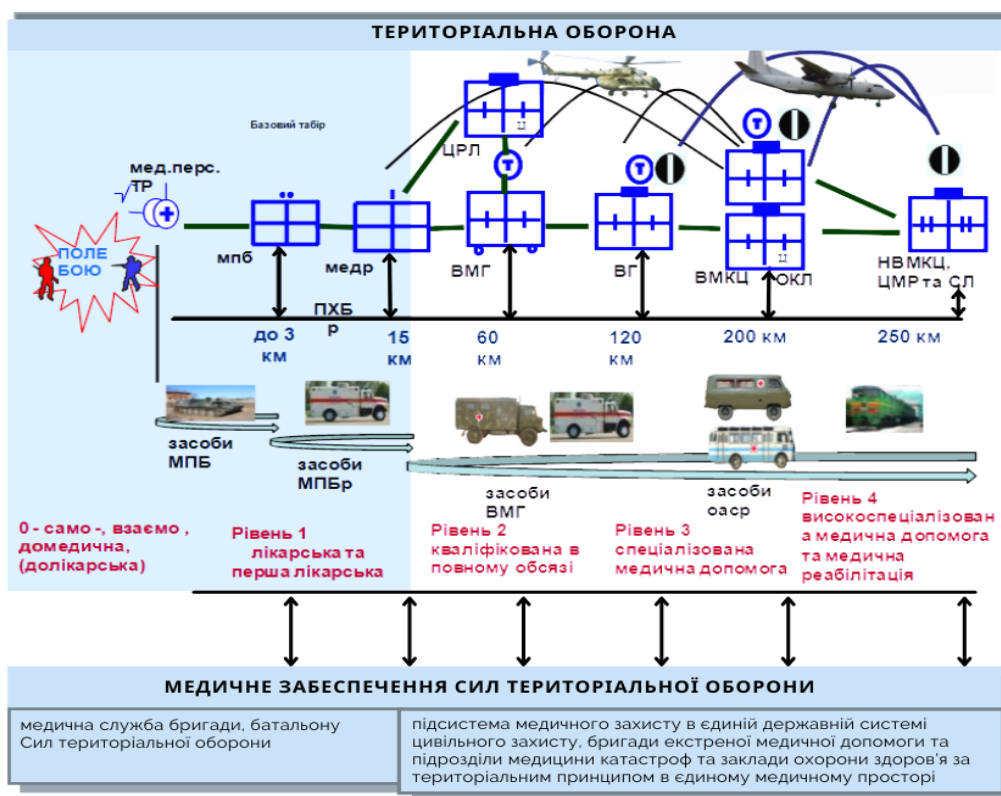 ТЕРИТОРІАЛЬНА ОБОРОНА
Базовий табір
мед.перс.
ТР
ЦРЛ
Ц
Т
Т
Т
ПОЛЕ
БОЮ
мпб
медр
ВМГ
ВГ
ВМКЦ
Ц
ОКЛ
НВМКЦ,
ЦМР та СЛ
ПХБ
р
до 3
км
15
км
60
км
120
км
200 км
250 км
засоби
МПБ
засоби
МПБр
засоби
ВМГ
засоби
оаср
0 - само -, взаємо ,
домедична,
(долікарська)
Рівень 1
лікарська та
перша лікарська
Рівень 2
кваліфікована в
повному обсязі
Рівень 3
спеціалізована
медична допомога
Рівень 4
високоспеціалізован
а медична допомога
та медична
реабілітація
МЕДИЧНЕ ЗАБЕСПЕЧЕННЯ СИЛ ТЕРИТОРІАЛЬНОЇ ОБОРОНИ
медична служба бригади, батальону
Сил територіальної оборони
підсистема медичного захисту в єдиній державній системі
цивільного захисту, бригади екстреної медичної допомоги та
підрозділи медицини катастроф та заклади охорони здоров'я за
територіальним принципом в єдиному медичному просторі